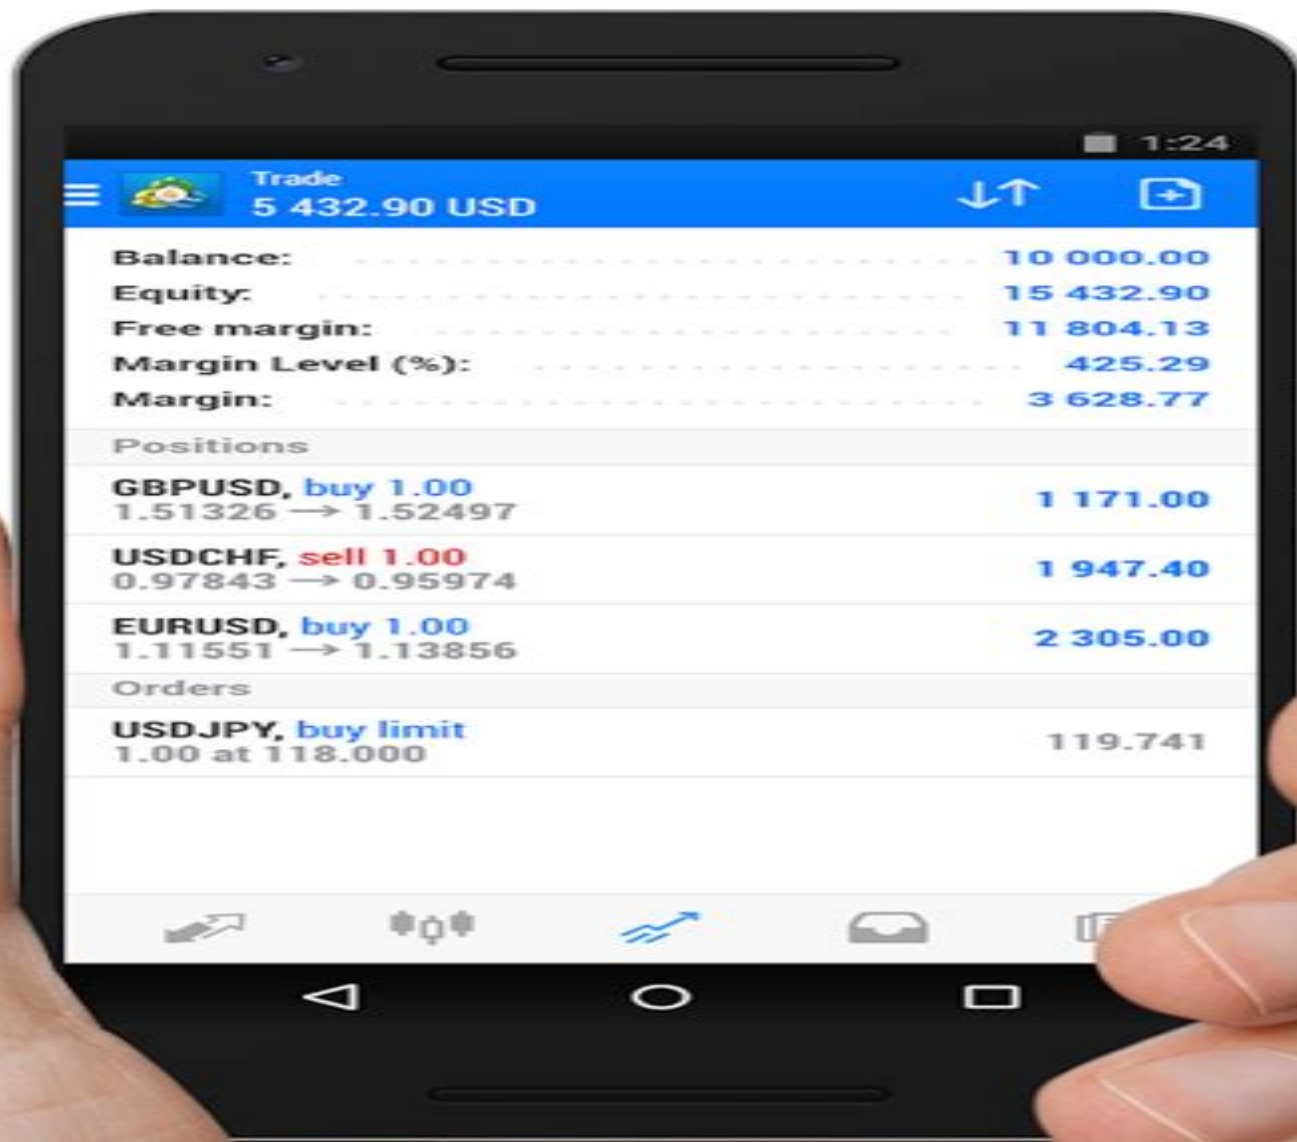 1:24
Trade
5 432.90 USD
Balance: 10 000.00
Equity: 15 432.90
Free margin: 11 804.13
Margin Level (%): 425.29
Margin: 3 628.77
Positions
GBPUSD, buy 1.00
1.51326 → 1.52497
1 171.00
USDCHF, sell 1.00
0.97843 → 0.95974
1 947.40
EURUSD, buy 1.00
1.11551 → 1.13856
2 305.00
Orders
USDJPY, buy limit
1.00 at 118.000
119.741